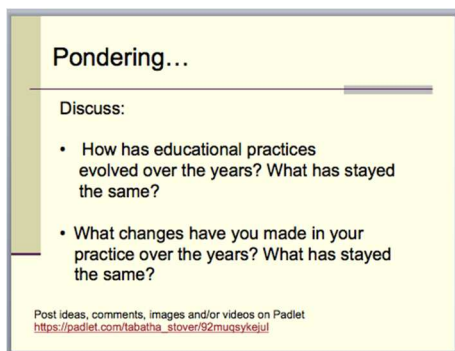 Pondering...
Discuss:
• How has educational practices
evolved over the years? What has stayed
the same?
• What changes have you made in your
practice over the years? What has stayed
the same?
Post ideas, comments, images and/or videos on Padlet
https://padlet.com/tabatha_stover/92muqsykejul